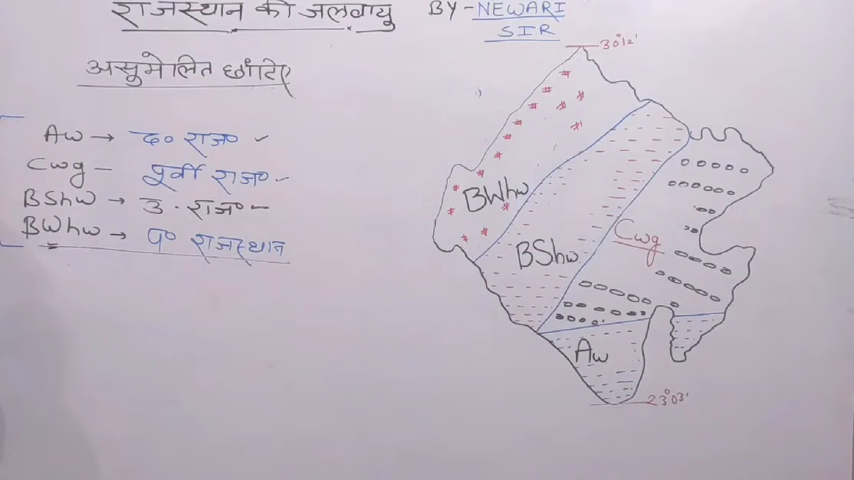 राजस्थान की जलवायु
BY-NEWARI
SIR
असुमेलित छाँटिए
Aw → द० राज०
Cwg - पूर्वी राज० -
BShw → उ. राज० -
BWhw → प० राजस्थान
30°12'
BWhw
BShw
Cwg
Aw
23°03'